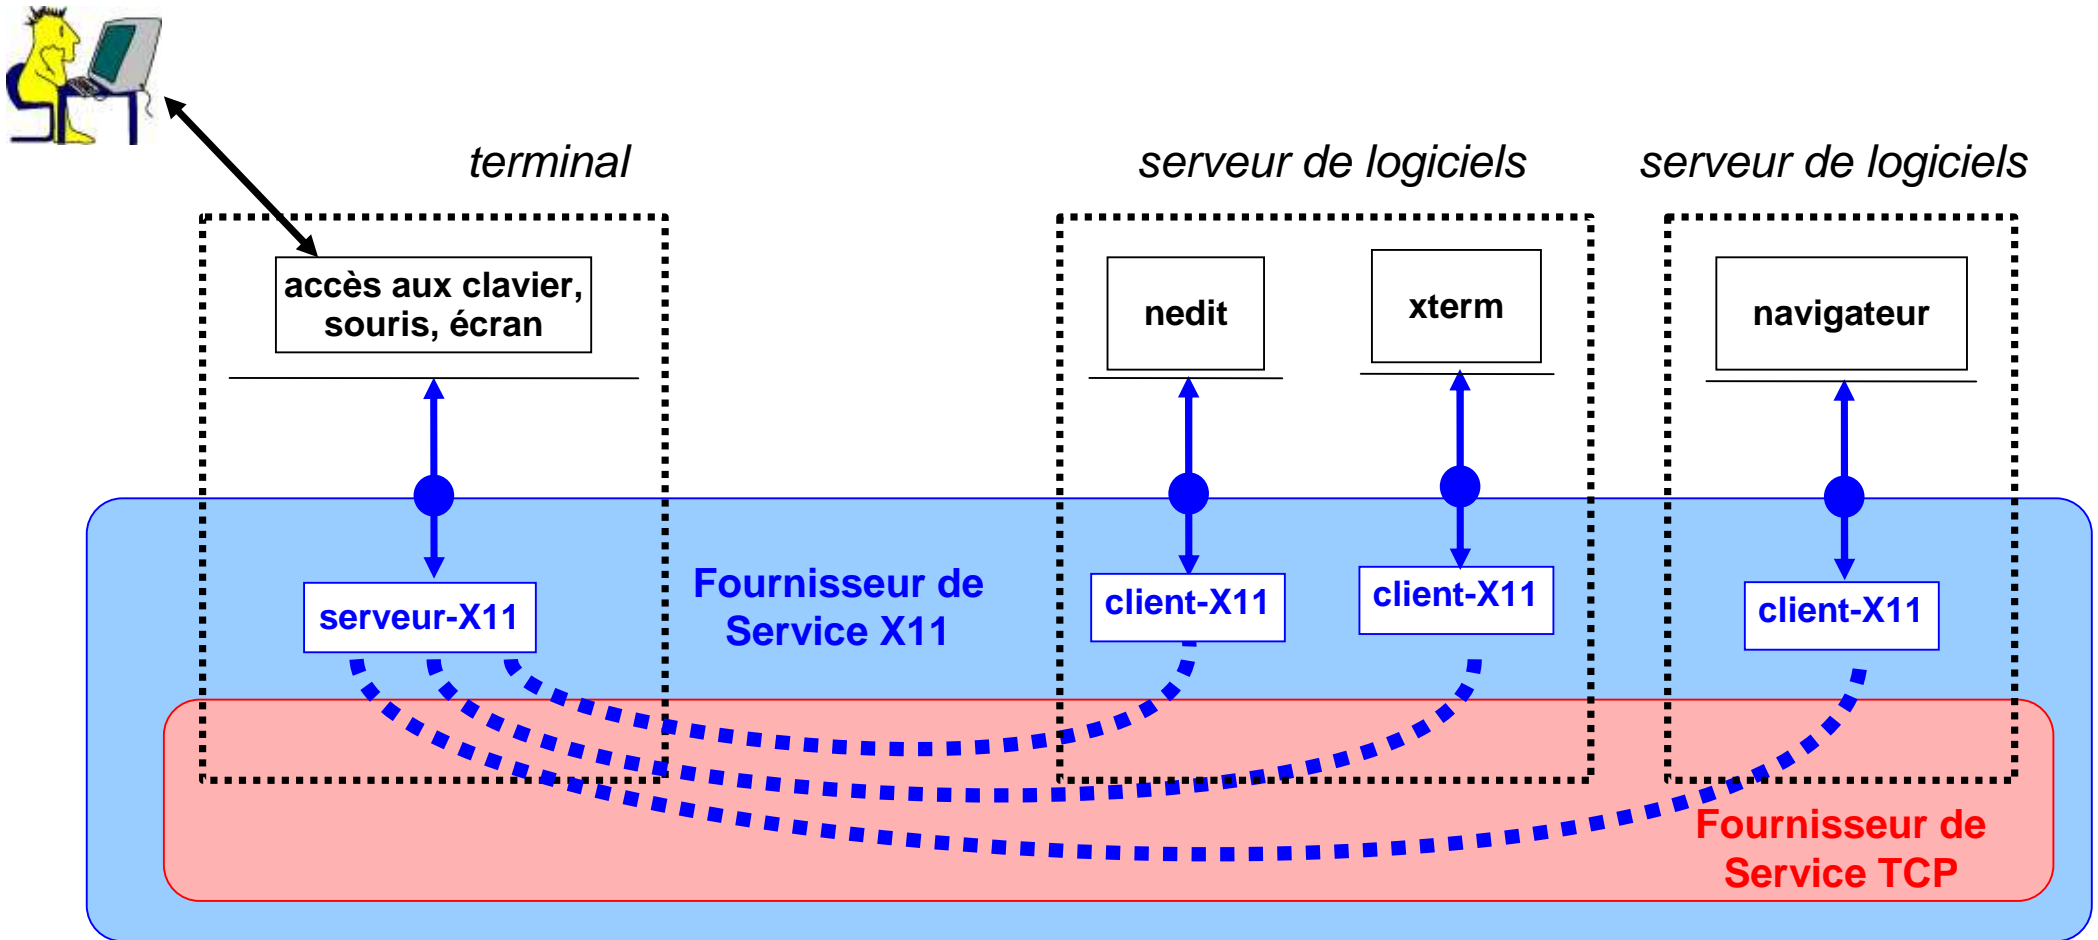 terminal
serveur de logiciels
serveur de logiciels
accès aux clavier,
souris, écran
nedit
xterm
navigateur
Fournisseur de
Service X11
serveur-X11
client-X11
client-X11
client-X11
Fournisseur de
Service TCP